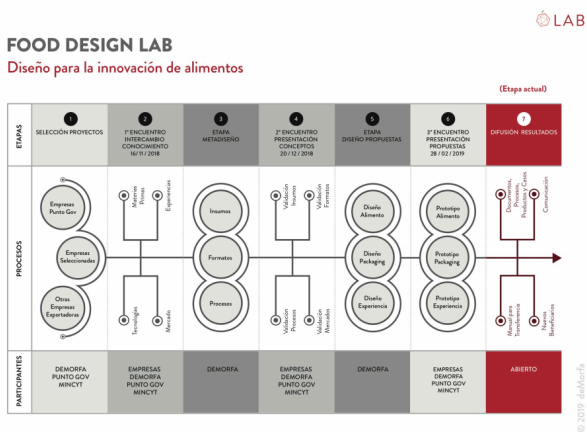 LAB
FOOD DESIGN LAB
Diseño para la innovación de alimentos
(Etapa actual)
ETAPAS
1
SELECCIÓN PROYECTOS
2
1º ENCUENTRO
INTERCAMBIO
CONOCIMIENTO
16/11/2018
3
ETAPA
METADISEÑO
4
2º ENCUENTRO
PRESENTACIÓN
CONCEPTOS
20/12/2018
5
ETAPA
DISEÑO PROPUESTAS
6
3º ENCUENTRO
PRESENTACIÓN
PROPUESTAS
28/02/2019
7
DIFUSIÓN RESULTADOS
PROCESOS
Empresas
Punto Gov
Empresas
Seleccionadas
Otras
Empresas
Exportadoras
Materias
Primas
Experiencias
Tecnologías
Mercado
Insumos
Formatos
Procesos
Validación
Insumos
Validación
Formatos
Validación
Procesos
Validación
Mercados
Diseño
Alimento
Diseño
Packaging
Diseño
Experiencia
Prototipo
Alimento
Prototipo
Packaging
Prototipo
Experiencia
Documentos,
Procesos,
Productos y Casos
Comunicación
Manual para
Transferencia
Nuevos
Beneficiarios
PARTICIPANTES
DEMORFA
PUNTO GOV
MINCYT
EMPRESAS
DEMORFA
PUNTO GOV
MINCYT
DEMORFA
EMPRESAS
DEMORFA
PUNTO GOV
MINCYT
DEMORFA
EMPRESAS
DEMORFA
PUNTO GOV
MINCYT
ABIERTO
© 2019 deMorfa